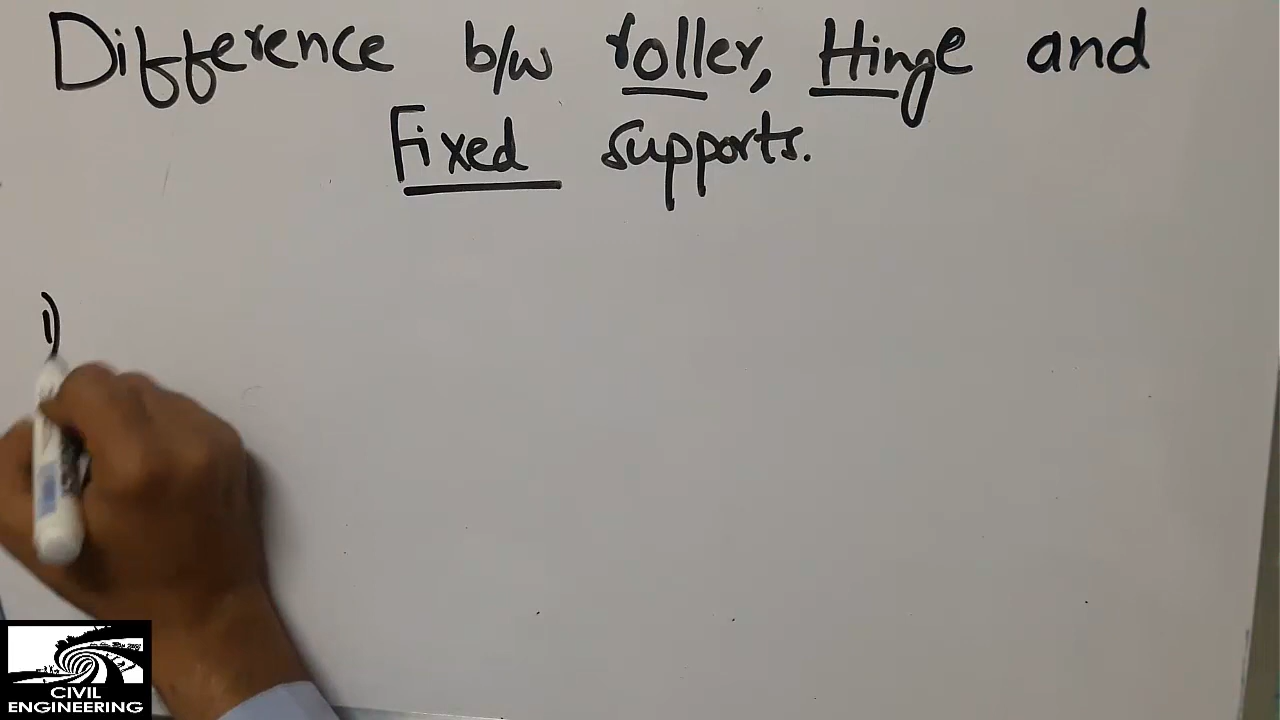 Difference b/w roller, Hinge and
Fixed supports.
1)
CIVIL
ENGINEERING